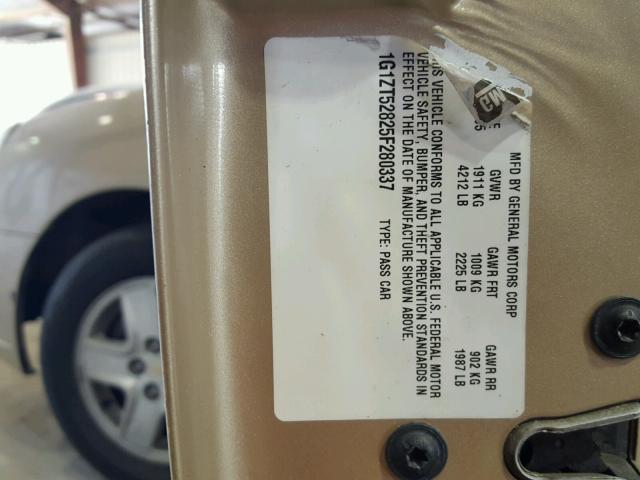 MFD BY GENERAL MOTORS CORP
GVWR GAWR FRT GAWR RR
1911 KG 1009 KG 902 KG
4212 LB 2225 LB 1987 LB
VEHICLE CONFORMS TO ALL APPLICABLE U.S. FEDERAL MOTOR
VEHICLE SAFETY, BUMPER, AND THEFT PREVENTION STANDARDS IN
EFFECT ON THE DATE OF MANUFACTURE SHOWN ABOVE.
1G1ZT52825F280337 TYPE: PASS CAR